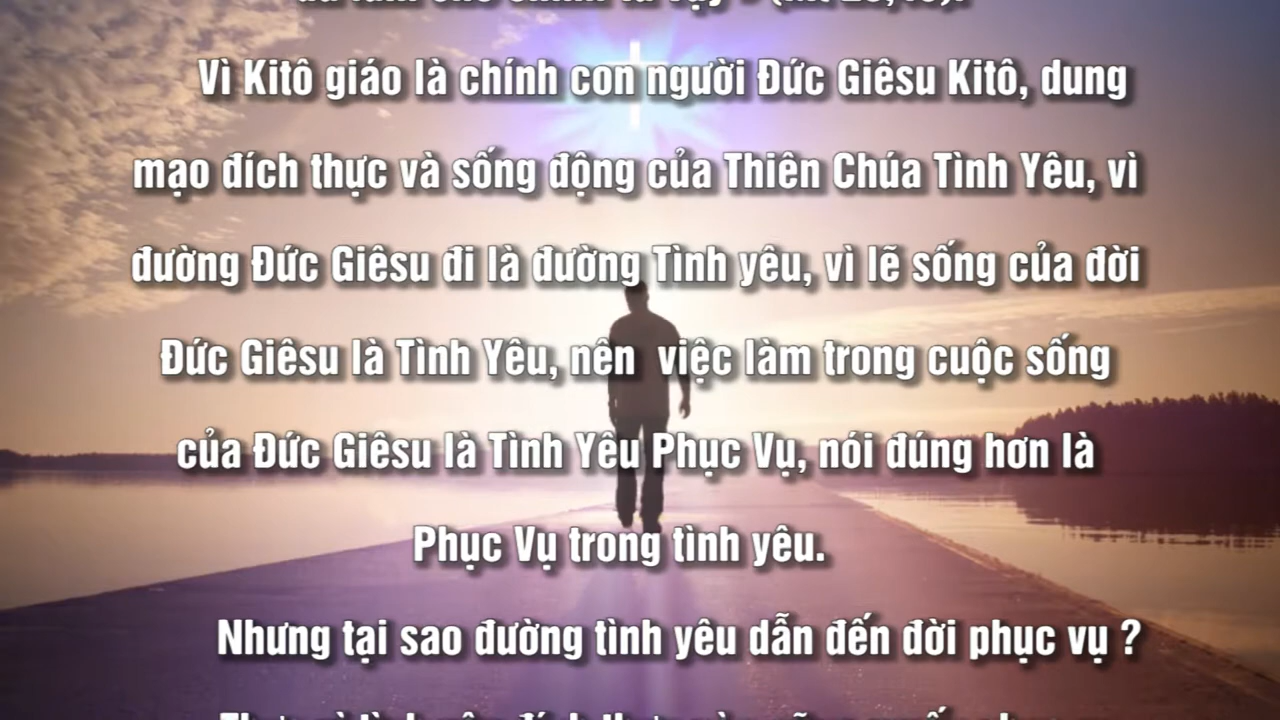 Vì Kitô giáo là chính con người Đức Giêsu Kitô, dung
mạo đích thực và sống động của Thiên Chúa Tình Yêu, vì
đường Đức Giêsu đi là đường Tình yêu, vì lẽ sống của đời
Đức Giêsu là Tình Yêu, nên  việc làm trong cuộc sống
của Đức Giêsu là Tình Yêu Phục Vụ, nói đúng hơn là
Phục Vụ trong tình yêu.
Nhưng tại sao đường tình yêu dẫn đến đời phục vụ ?